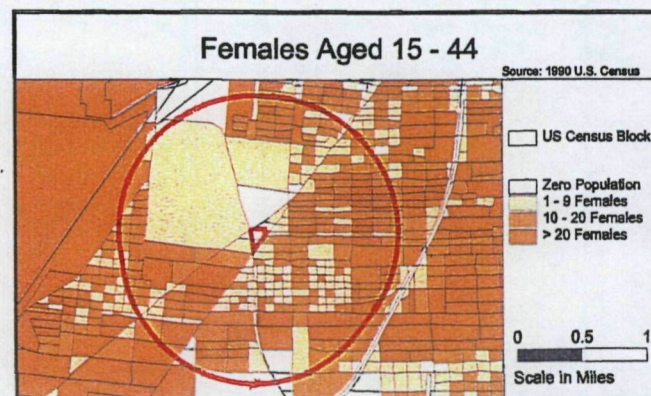 Females Aged 15 - 44
Source: 1990 U.S. Census
US Census Block
Zero Population
1 - 9 Females
10 - 20 Females
> 20 Females
0 0.5 1
Scale in Miles